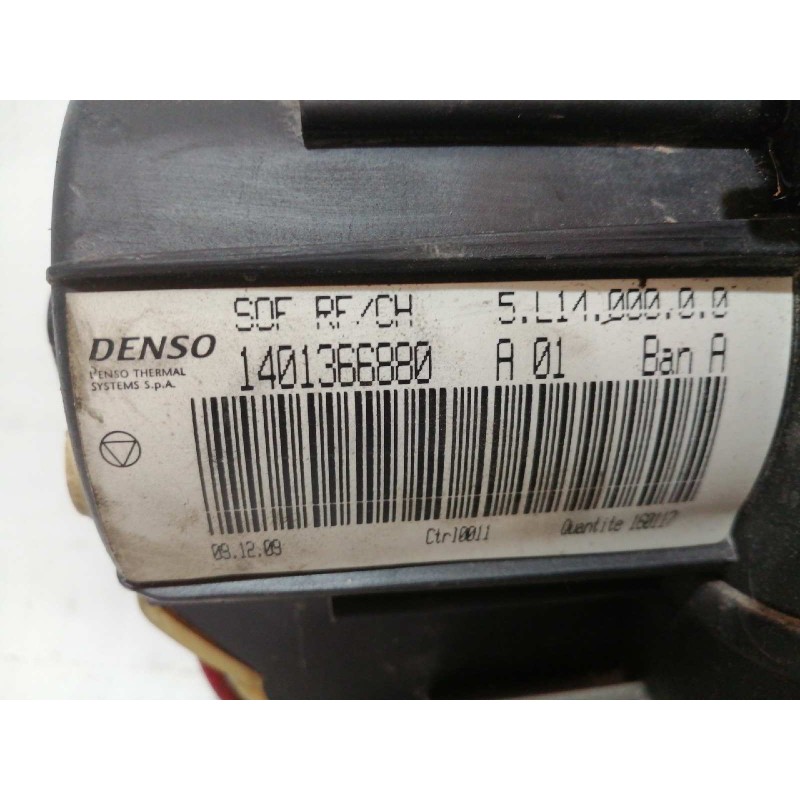 SOF RF/CH 5.L14.000.0.0
DENSO
DENSO THERMAL
SYSTEMS S.p.A.
1401366880 A 01 Ban A
09.12.09 Ctrl0011 Quantite 160117